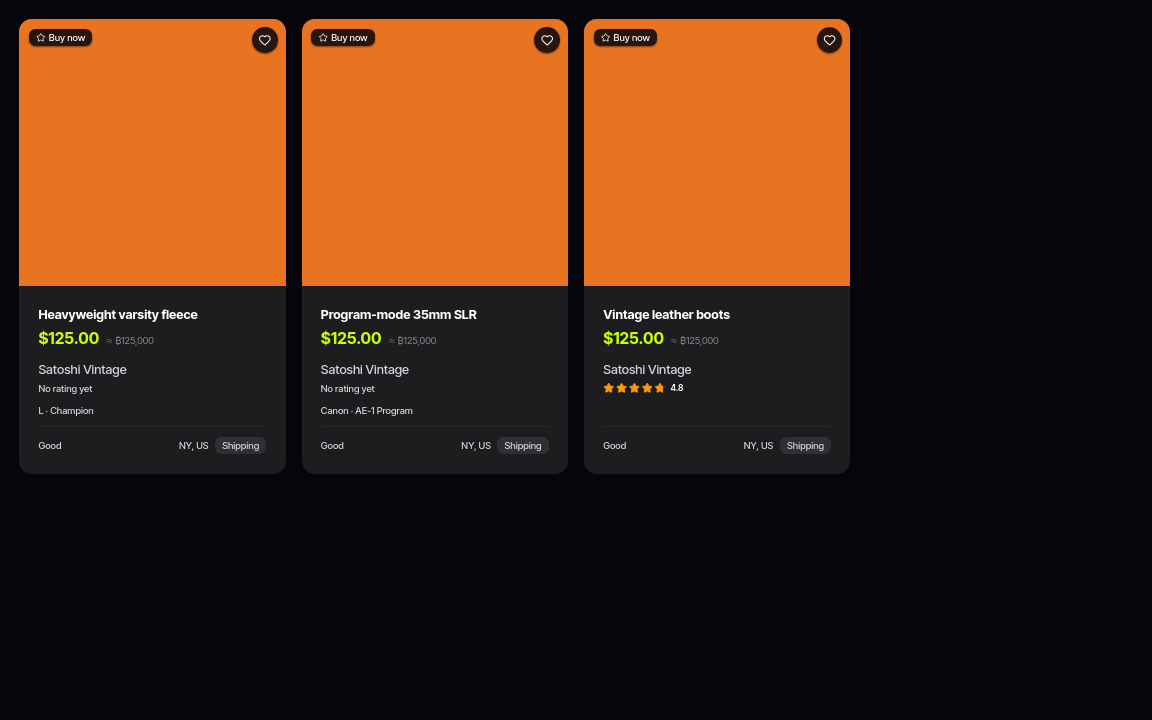 Buy now
Heavyweight varsity fleece
$125.00 ≈ ₿125,000
Satoshi Vintage
No rating yet
L · Champion
Good NY, US Shipping
Buy now
Program-mode 35mm SLR
$125.00 ≈ ₿125,000
Satoshi Vintage
No rating yet
Canon · AE-1 Program
Good NY, US Shipping
Buy now
Vintage leather boots
$125.00 ≈ ₿125,000
Satoshi Vintage
4.8
Good NY, US Shipping